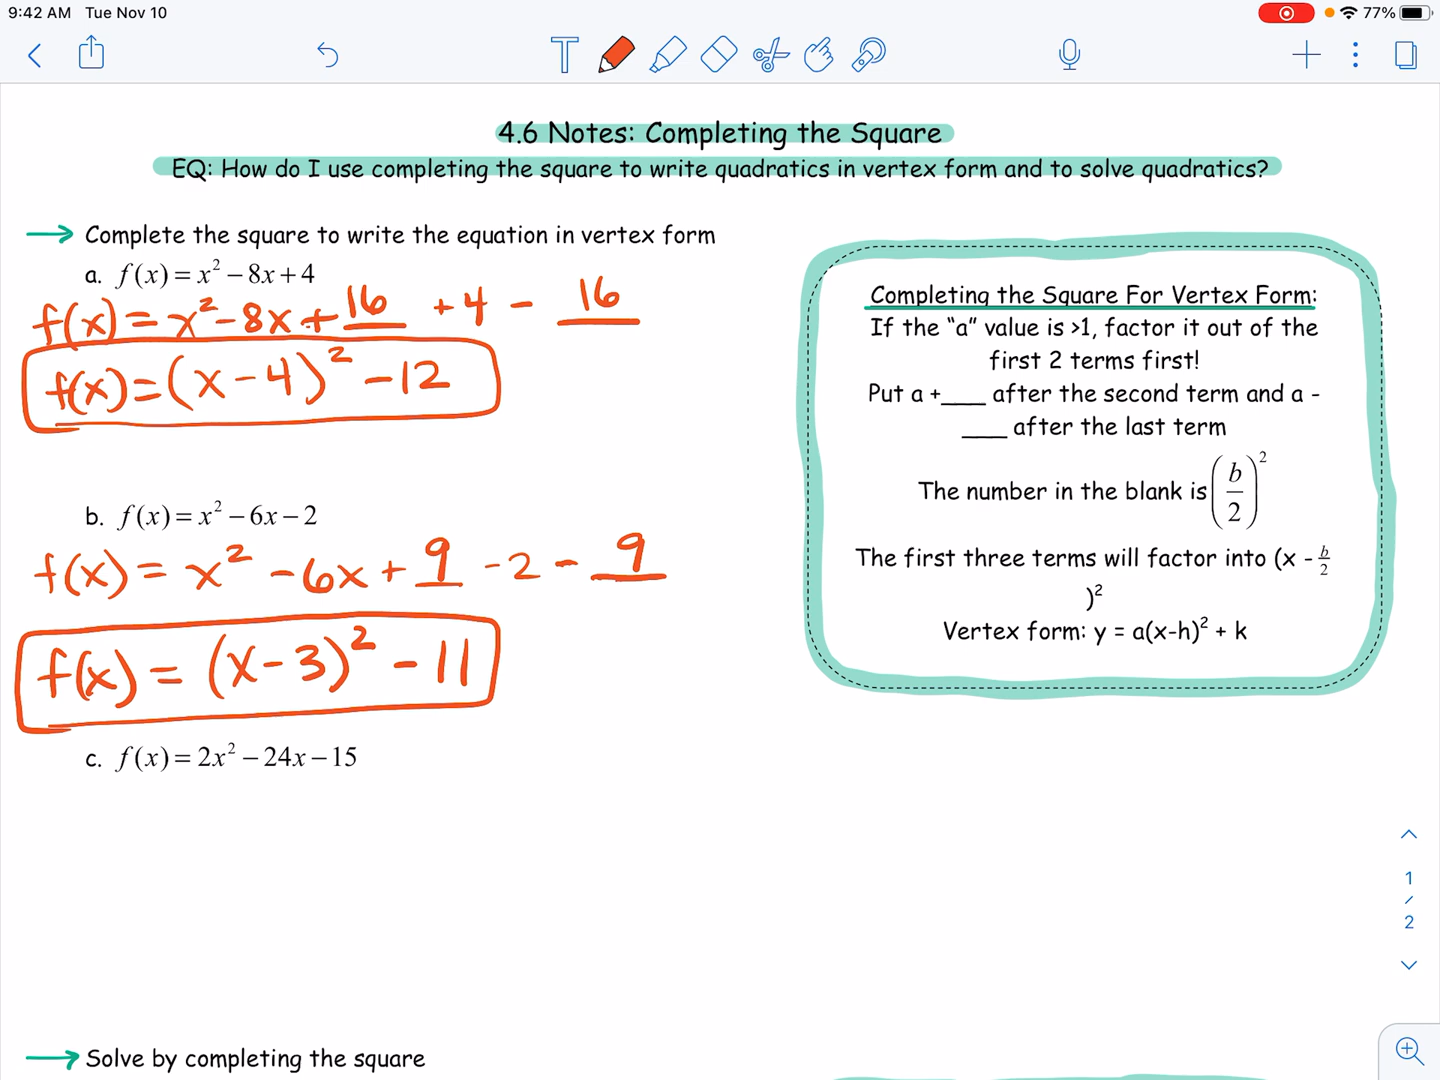 9:42 AM Tue Nov 10 77%
4.6 Notes: Completing the Square
EQ: How do I use completing the square to write quadratics in vertex form and to solve quadratics?
→ Complete the square to write the equation in vertex form
a. f(x) = x² − 8x + 4
f(x) = x² - 8x + 16 + 4 - 16
f(x) = (x - 4)² - 12
b. f(x) = x² − 6x − 2
f(x) = x² - 6x + 9 - 2 - 9
f(x) = (x - 3)² - 11
c. f(x) = 2x² − 24x − 15
Completing the Square For Vertex Form:
If the “a” value is >1, factor it out of the
first 2 terms first!
Put a +___ after the second term and a -
___ after the last term
The number in the blank is (b/2)²
The first three terms will factor into (x - b/2
)²
Vertex form: y = a(x-h)² + k
1
/
2
→ Solve by completing the square